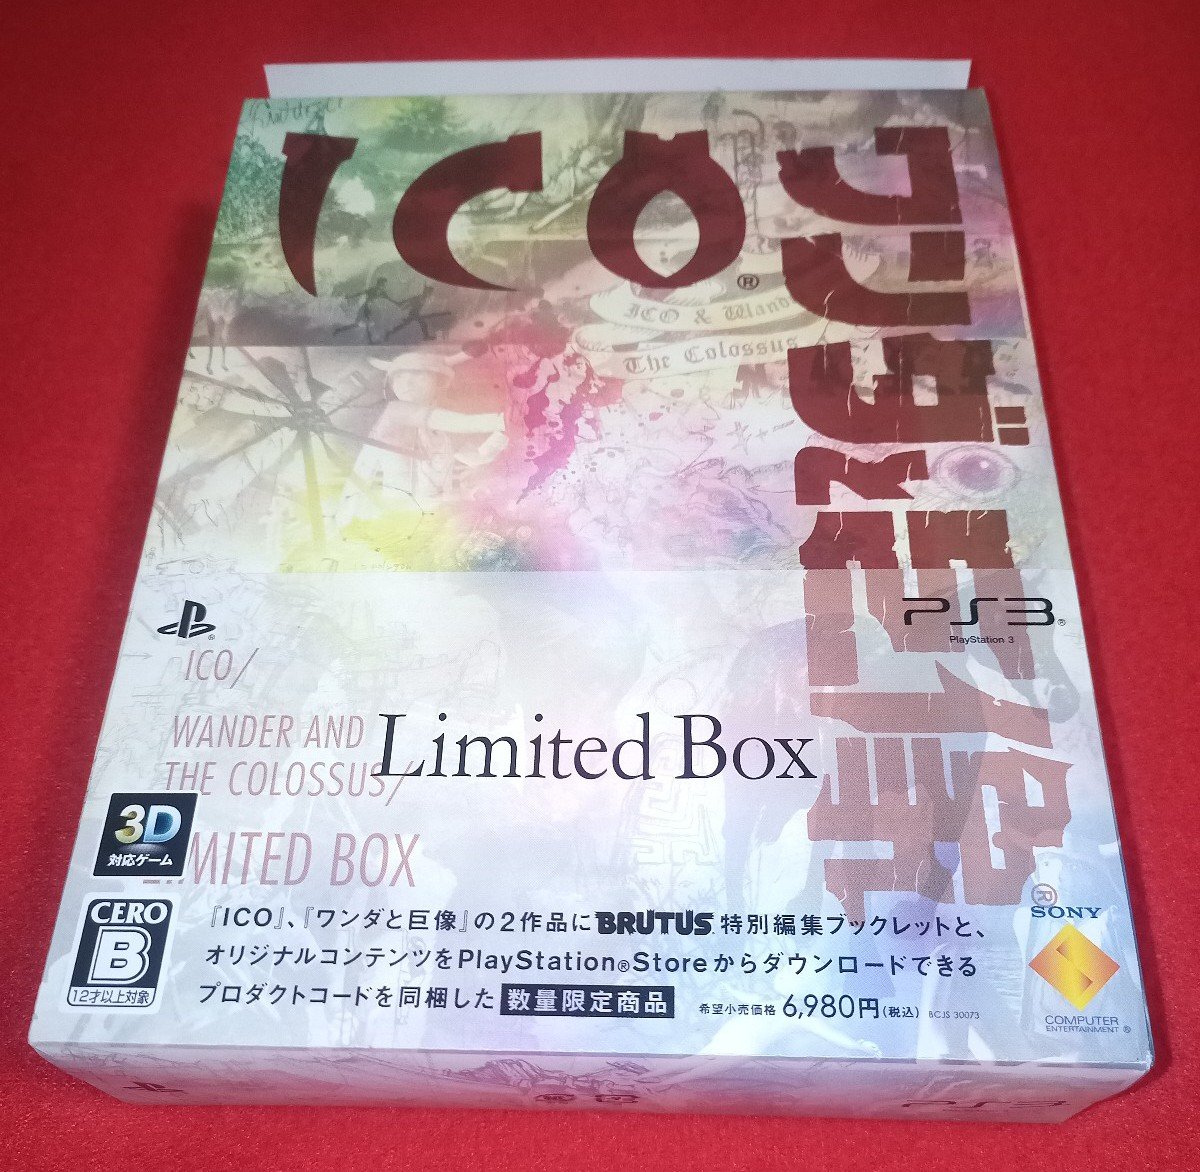 ICO®
ワンダと巨像®
ICO & Wand
The Colossus
PS3®
PlayStation 3
ICO/
WANDER AND
THE COLOSSUS/
Limited Box
LIMITED BOX
3D
対応ゲーム
CERO
B
12才以上対象
『ICO』、『ワンダと巨像』の2作品にBRUTUS特別編集ブックレットと、
オリジナルコンテンツをPlayStation®Storeからダウンロードできる
プロダクトコードを同梱した 数量限定商品 希望小売価格 6,980円(税込) BCJS 30073
SONY
COMPUTER
ENTERTAINMENT®
PS3